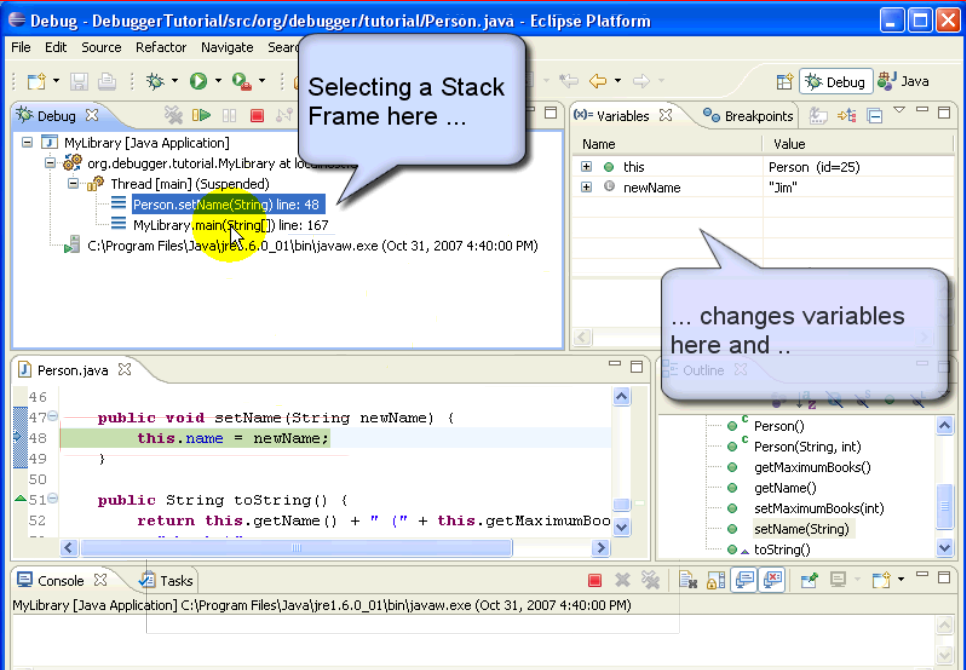 Debug - DebuggerTutorial/src/org/debugger/tutorial/Person.java - Eclipse Platform
File Edit Source Refactor Navigate
Debug Java
Selecting a Stack
Frame here ...
Debug
MyLibrary [Java Application]
org.debugger.tutorial.MyLibrary at
Thread [main] (Suspended)
Person.setName(String) line: 48
MyLibrary.main(String[]) line: 167
C:\Program Files\Java\jre1.6.0_01\bin\javaw.exe (Oct 31, 2007 4:40:00 PM)
(x)= Variables Breakpoints
Name Value
this Person (id=25)
newName "Jim"
... changes variables
here and ..
Person.java
46
47 public void setName(String newName) {
48 this.name = newName;
49 }
50
51 public String toString() {
52 return this.getName() + " (" + this.getMaximumBoo
Outline
Person()
Person(String, int)
getMaximumBooks()
getName()
setMaximumBooks(int)
setName(String)
toString()
Console Tasks
MyLibrary [Java Application] C:\Program Files\Java\jre1.6.0_01\bin\javaw.exe (Oct 31, 2007 4:40:00 PM)